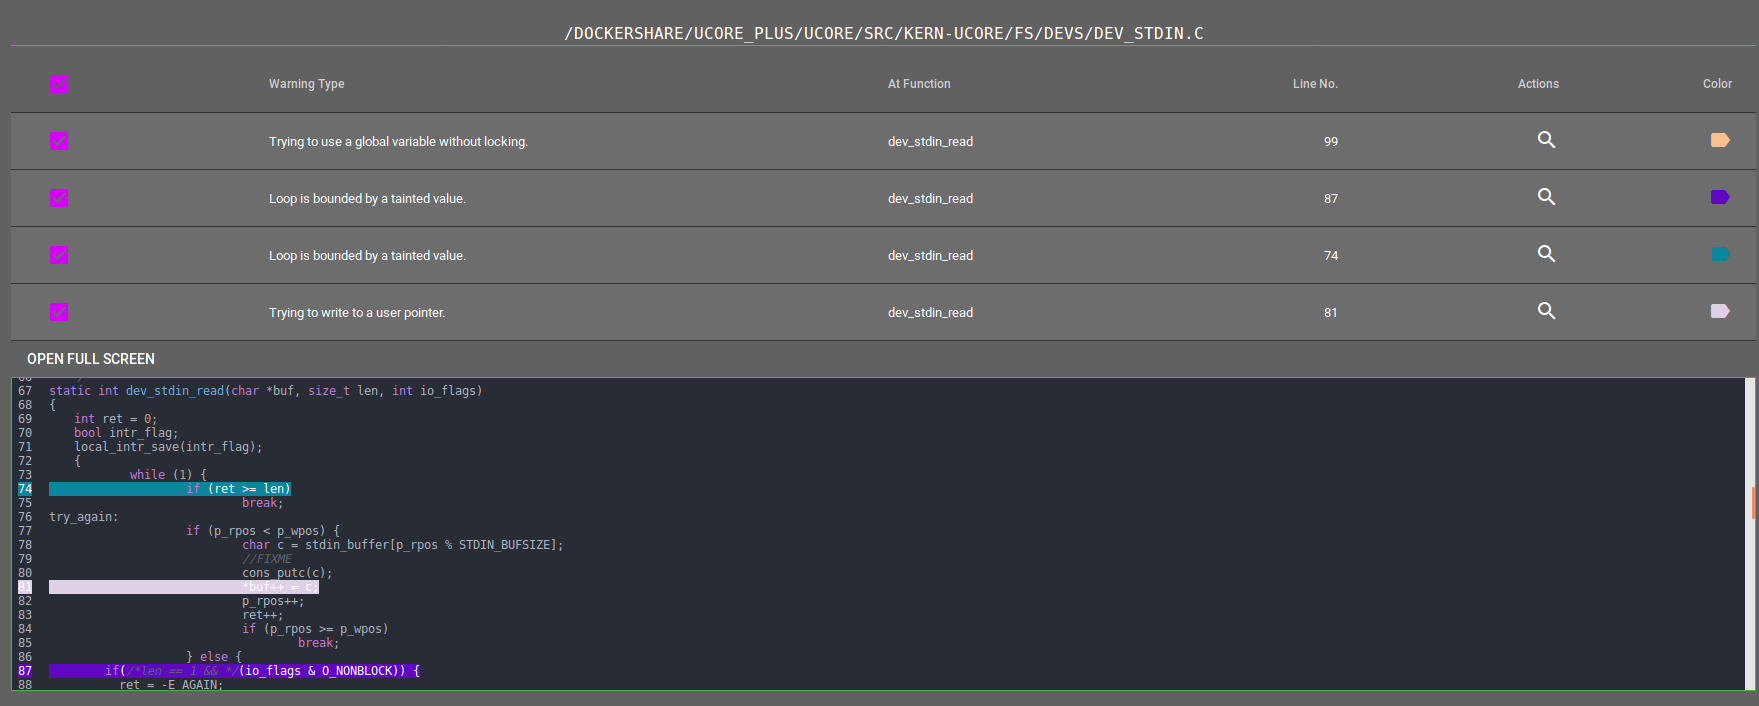 /DOCKERSHARE/UCORE_PLUS/UCORE/SRC/KERN-UCORE/FS/DEVS/DEV_STDIN.C
Warning Type At Function Line No. Actions Color
Trying to use a global variable without locking. dev_stdin_read 99
Loop is bounded by a tainted value. dev_stdin_read 87
Loop is bounded by a tainted value. dev_stdin_read 74
Trying to write to a user pointer. dev_stdin_read 81
OPEN FULL SCREEN
67 static int dev_stdin_read(char *buf, size_t len, int io_flags)
68 {
69 int ret = 0;
70 bool intr_flag;
71 local_intr_save(intr_flag);
72 {
73 while (1) {
74 if (ret >= len)
75 break;
76 try_again:
77 if (p_rpos < p_wpos) {
78 char c = stdin_buffer[p_rpos % STDIN_BUFSIZE];
79 //FIXME
80 cons_putc(c);
81 *buf++ = c;
82 p_rpos++;
83 ret++;
84 if (p_rpos >= p_wpos)
85 break;
86 } else {
87 if(/*len == 1 && */(io_flags & O_NONBLOCK)) {
88 ret = -E_AGAIN;